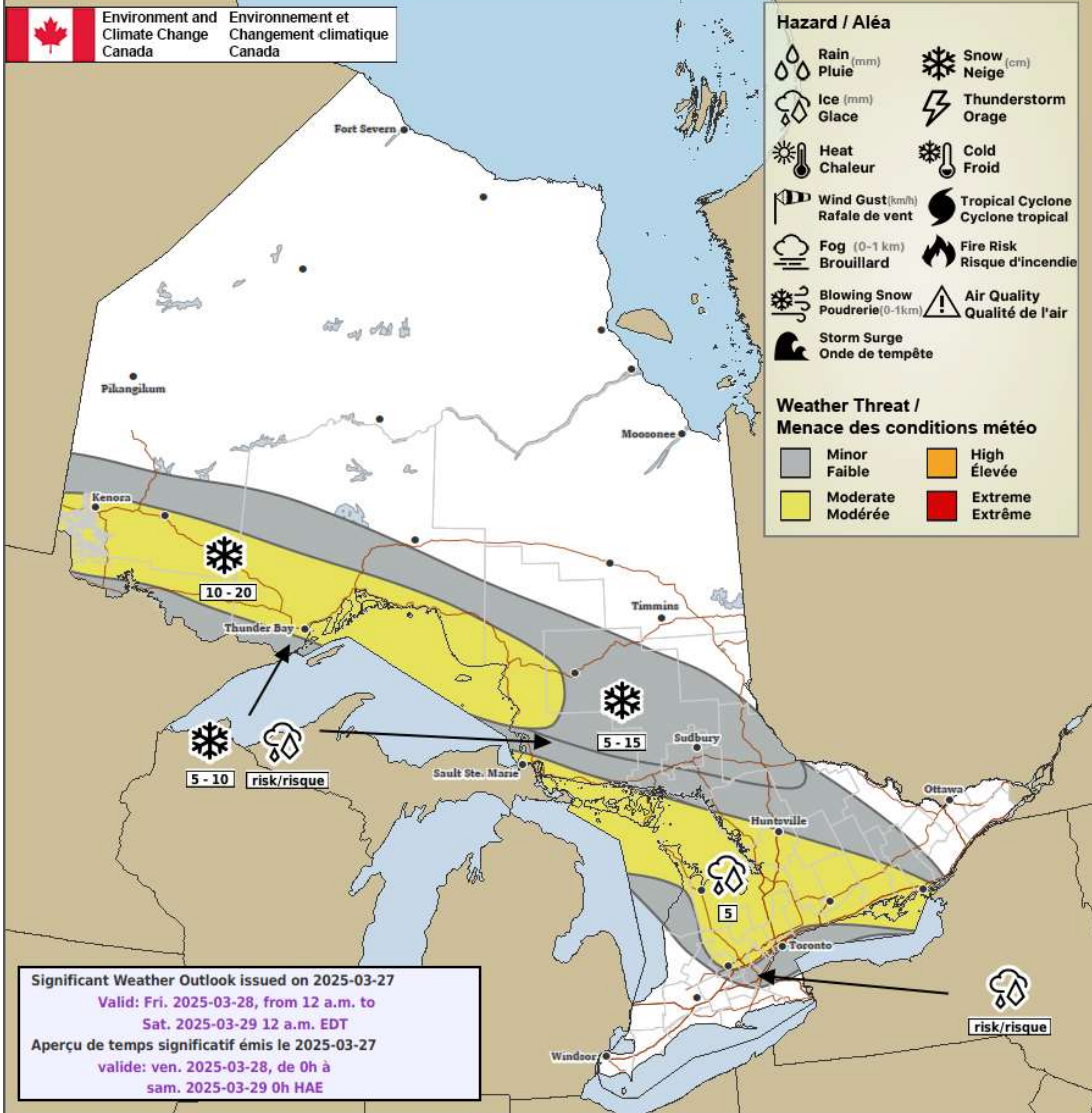 Environment and
Climate Change
Canada
Environnement et
Changement climatique
Canada
Hazard / Aléa
Rain (mm)
Pluie
Snow (cm)
Neige
Ice (mm)
Glace
Thunderstorm
Orage
Heat
Chaleur
Cold
Froid
Wind Gust(km/h)
Rafale de vent
Tropical Cyclone
Cyclone tropical
Fog (0-1 km)
Brouillard
Fire Risk
Risque d'incendie
Blowing Snow
Poudrerie(0-1km)
Air Quality
Qualité de l'air
Storm Surge
Onde de tempête
Weather Threat /
Menace des conditions météo
Minor
Faible
High
Élevée
Moderate
Modérée
Extreme
Extrême
Fort Severn
Pikangikum
Moosonee
Kenora
10 - 20
Timmins
Thunder Bay
5 - 15
Sudbury
5 - 10
risk/risque
Sault Ste. Marie
Ottawa
Huntsville
5
Toronto
risk/risque
Windsor
Significant Weather Outlook issued on 2025-03-27
Valid: Fri. 2025-03-28, from 12 a.m. to
Sat. 2025-03-29 12 a.m. EDT
Aperçu de temps significatif émis le 2025-03-27
valide: ven. 2025-03-28, de 0h à
sam. 2025-03-29 0h HAE